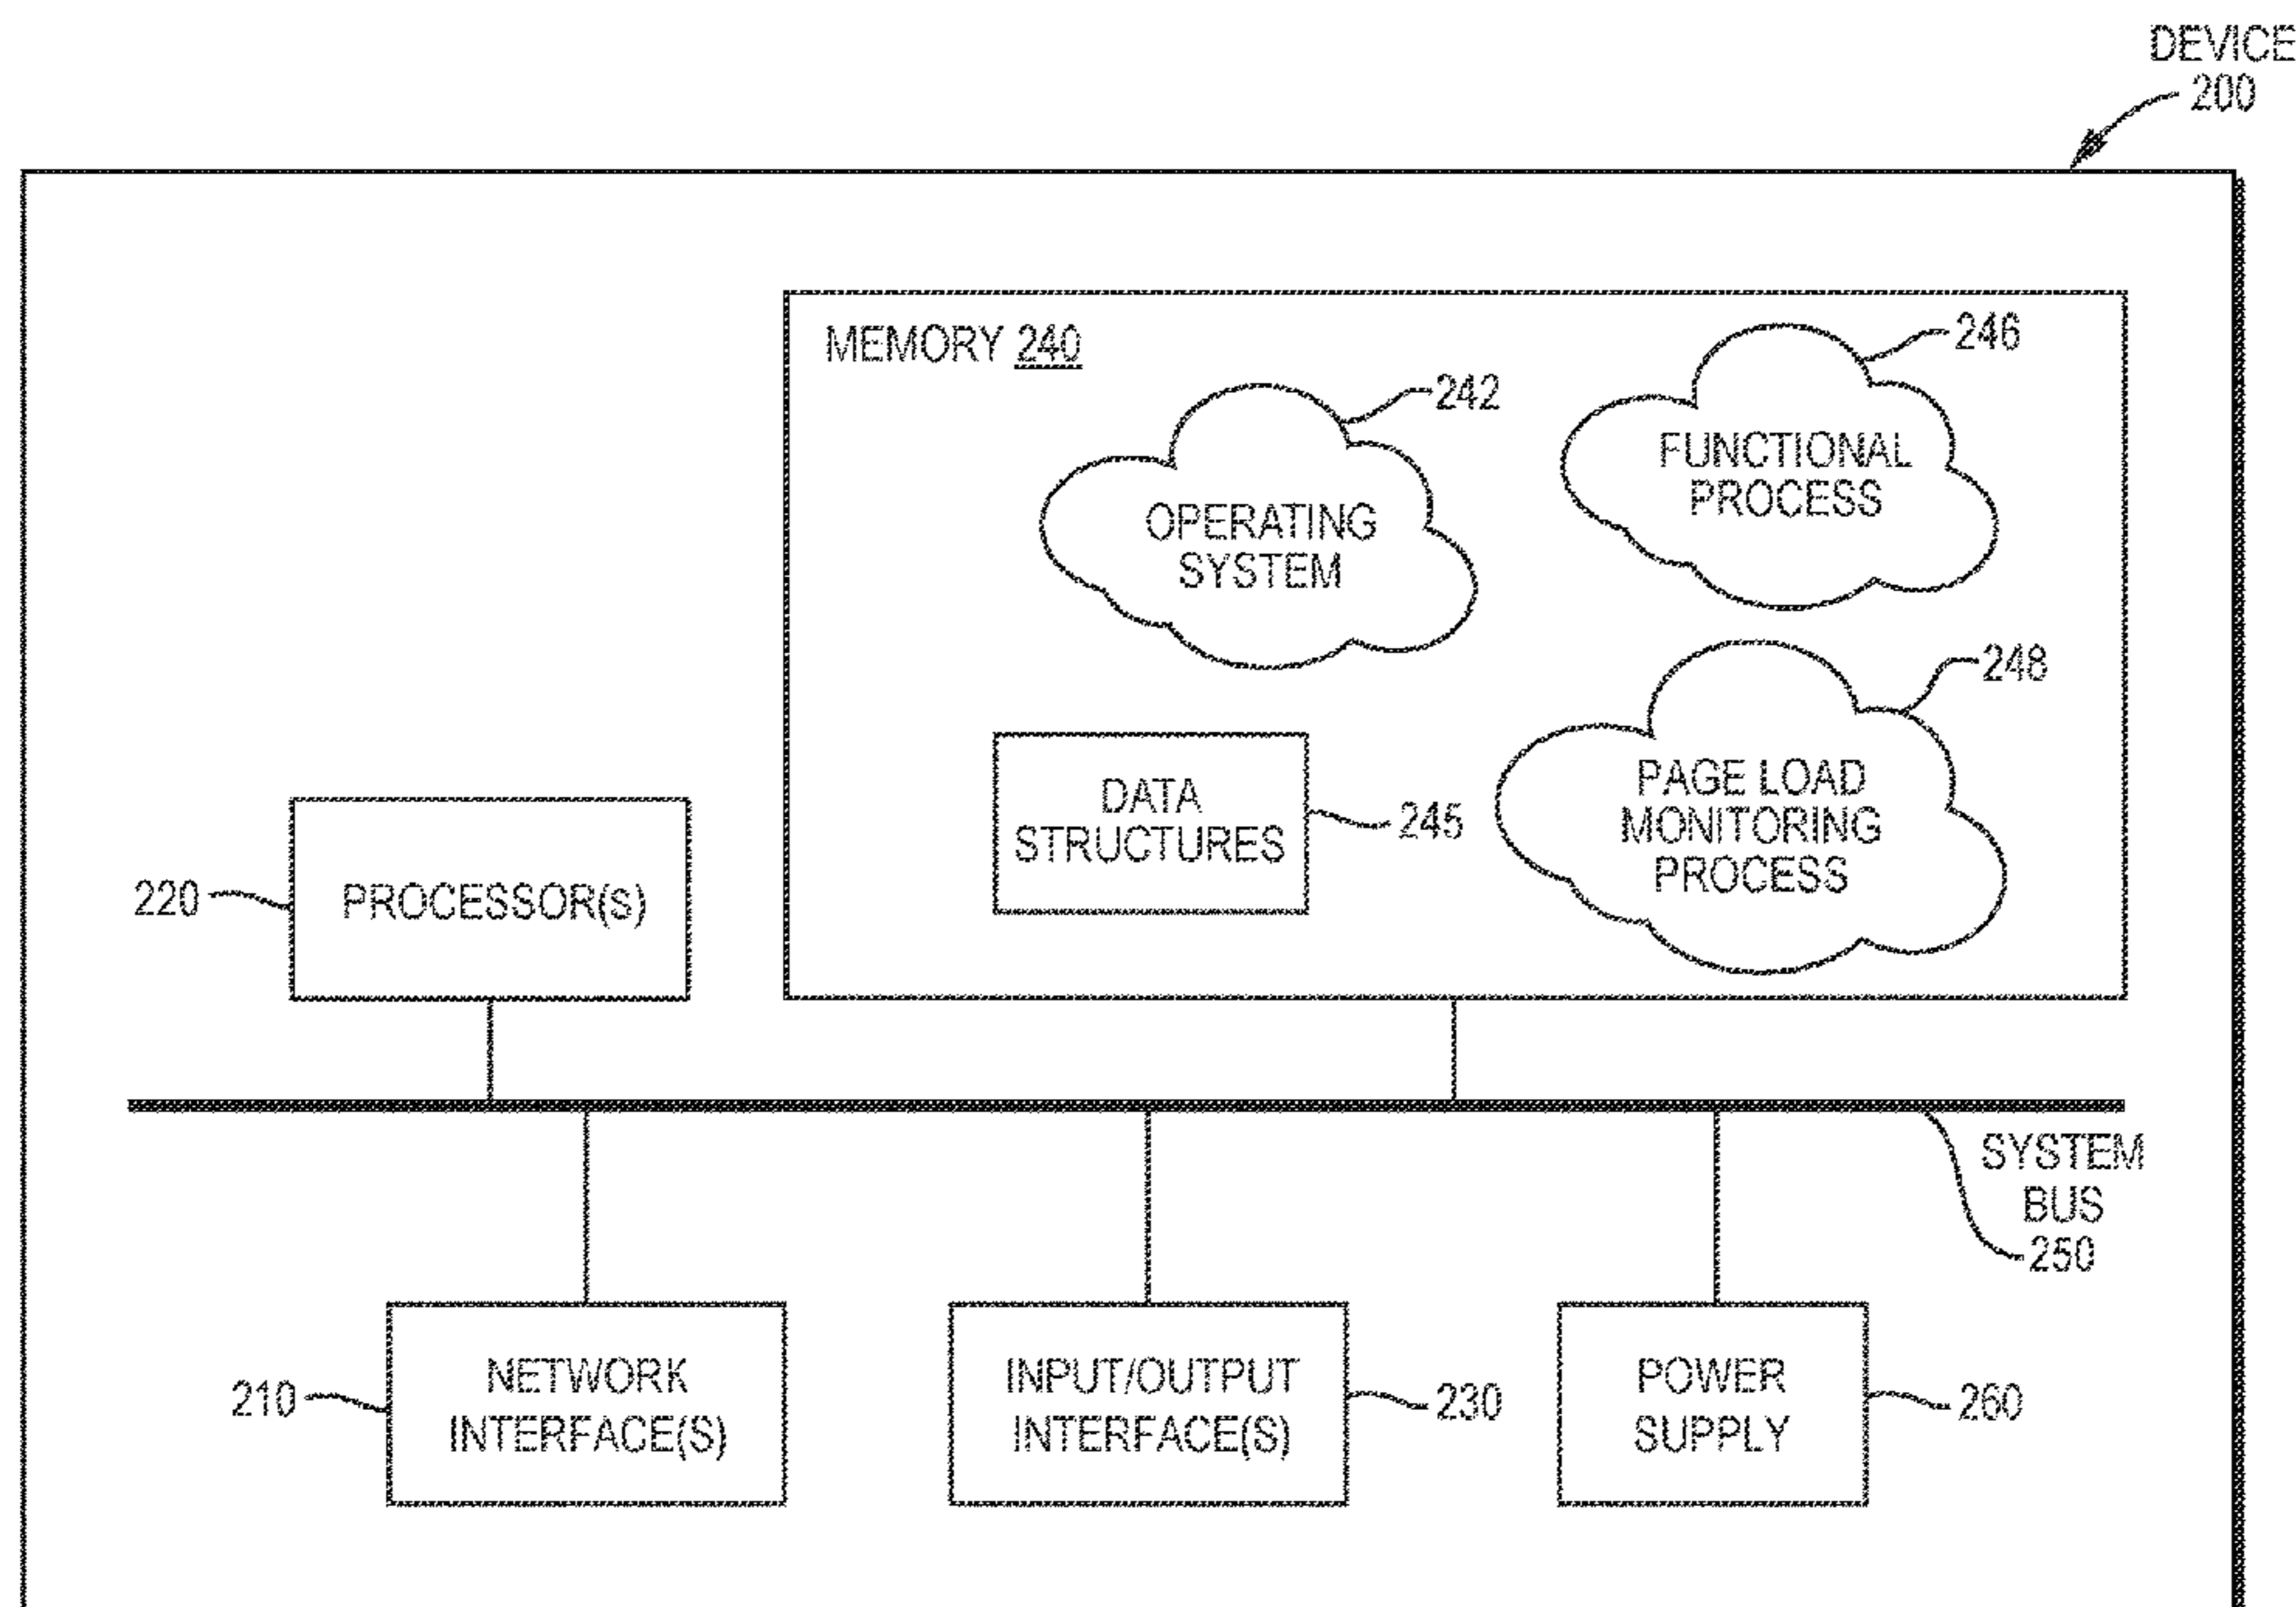 DEVICE
200
MEMORY 240
246
242
FUNCTIONAL
PROCESS
OPERATING
SYSTEM
248
DATA
STRUCTURES
245
PAGE LOAD
MONITORING
PROCESS
220
PROCESSOR(s)
SYSTEM
BUS
250
210
NETWORK
INTERFACE(S)
INPUT/OUTPUT
INTERFACE(S)
230
POWER
SUPPLY
260